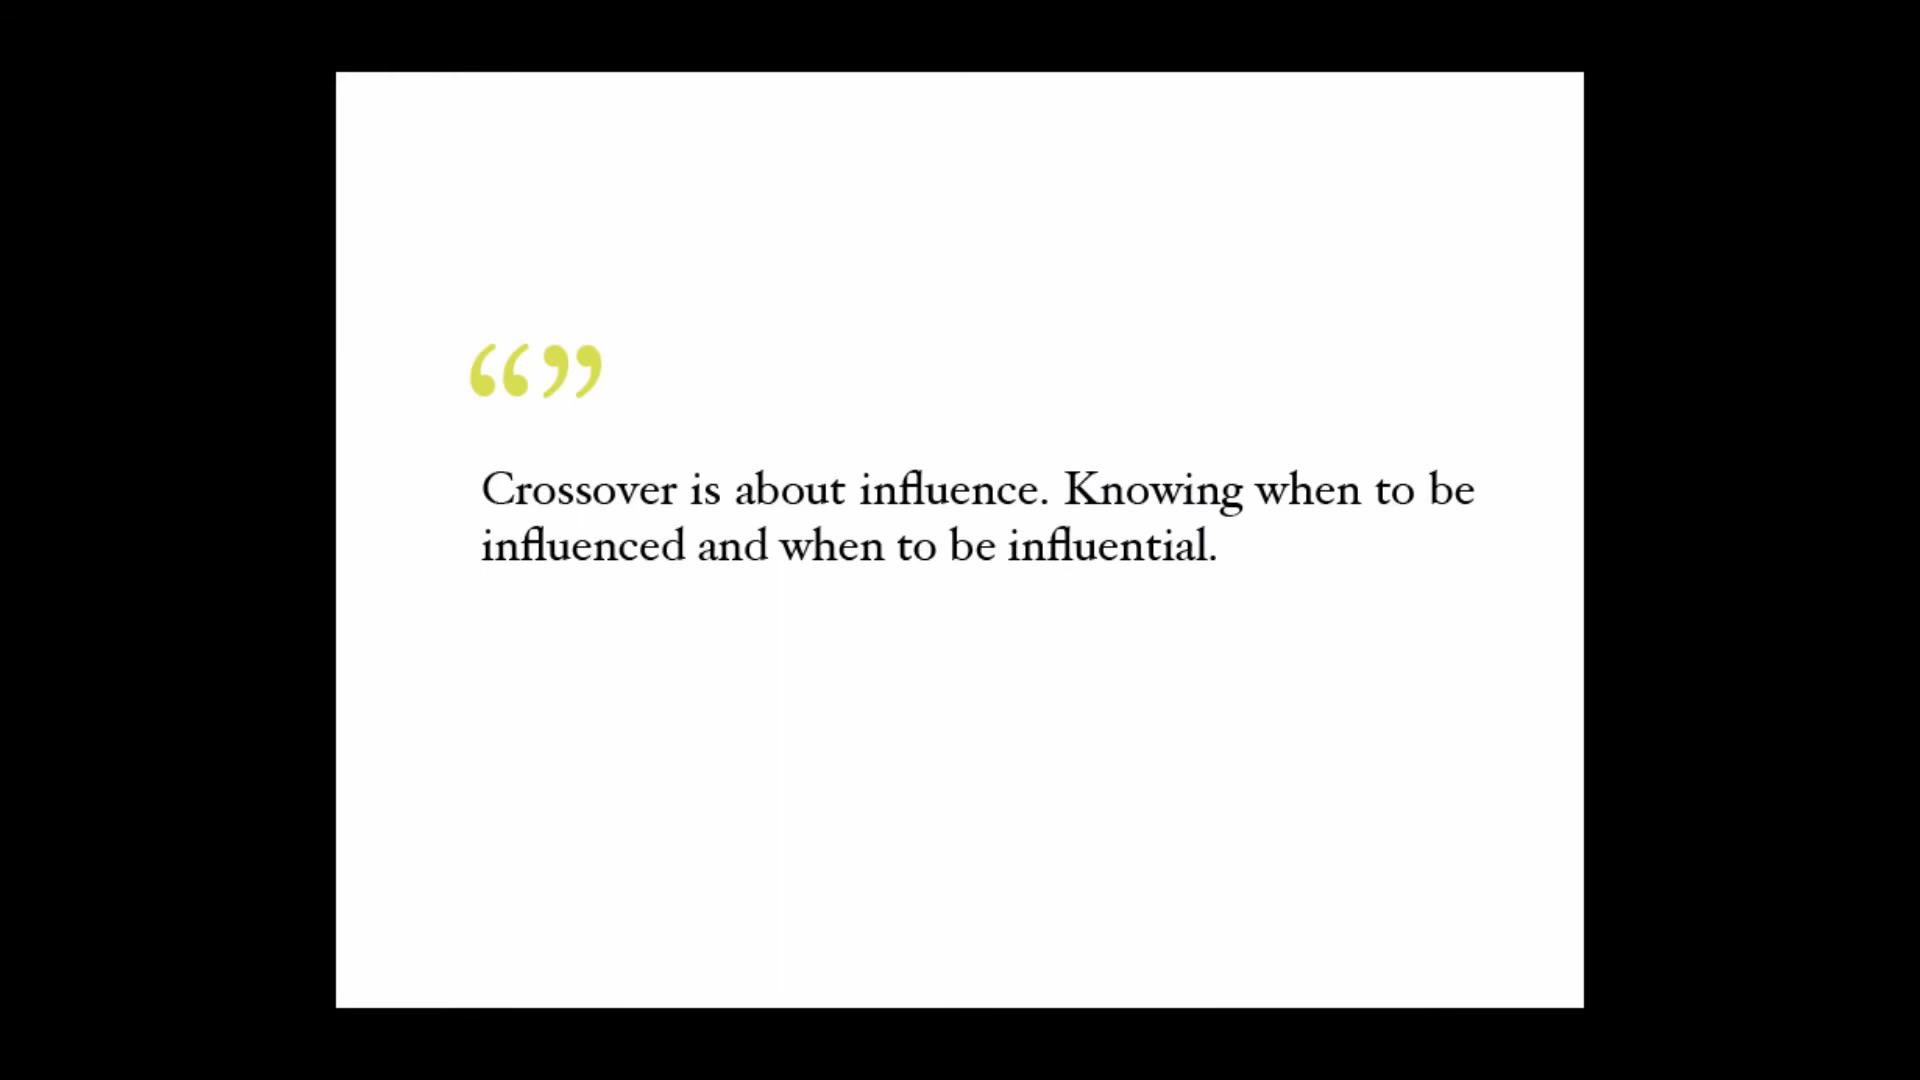 “”
Crossover is about influence. Knowing when to be
influenced and when to be influential.